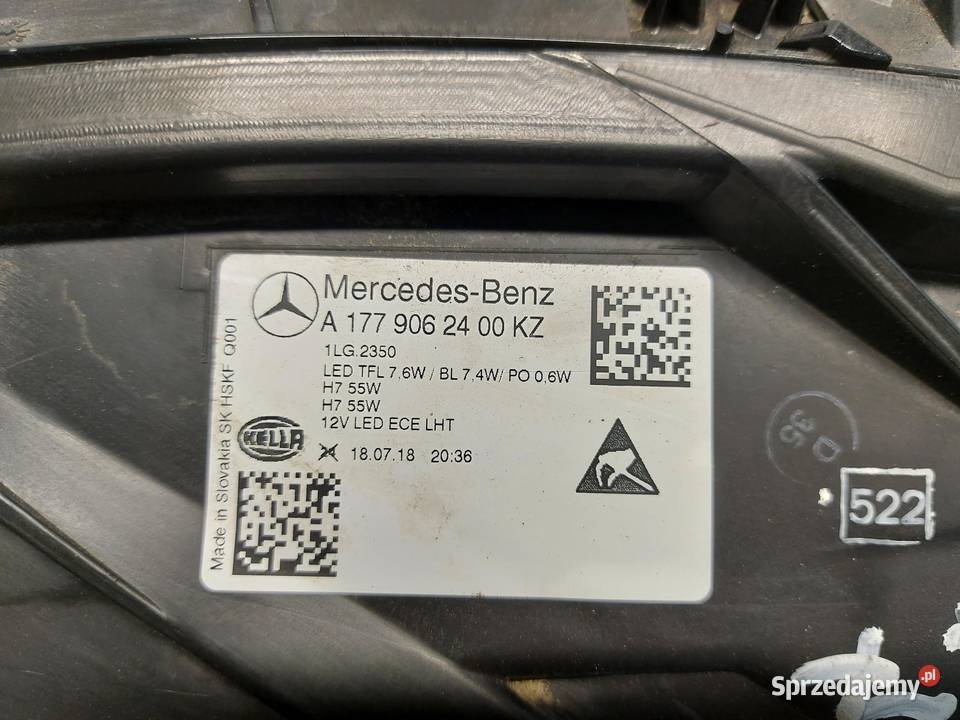 Mercedes-Benz
A 177 906 24 00 KZ
1LG.2350
LED TFL 7,6W / BL 7,4W/ PO 0,6W
H7 55W
H7 55W
12V LED ECE LHT
HELLA
24 18.07.18 20:36
Made in Slovakia SK HSKF Q001
D
35
522
Sprzedajemy.pl